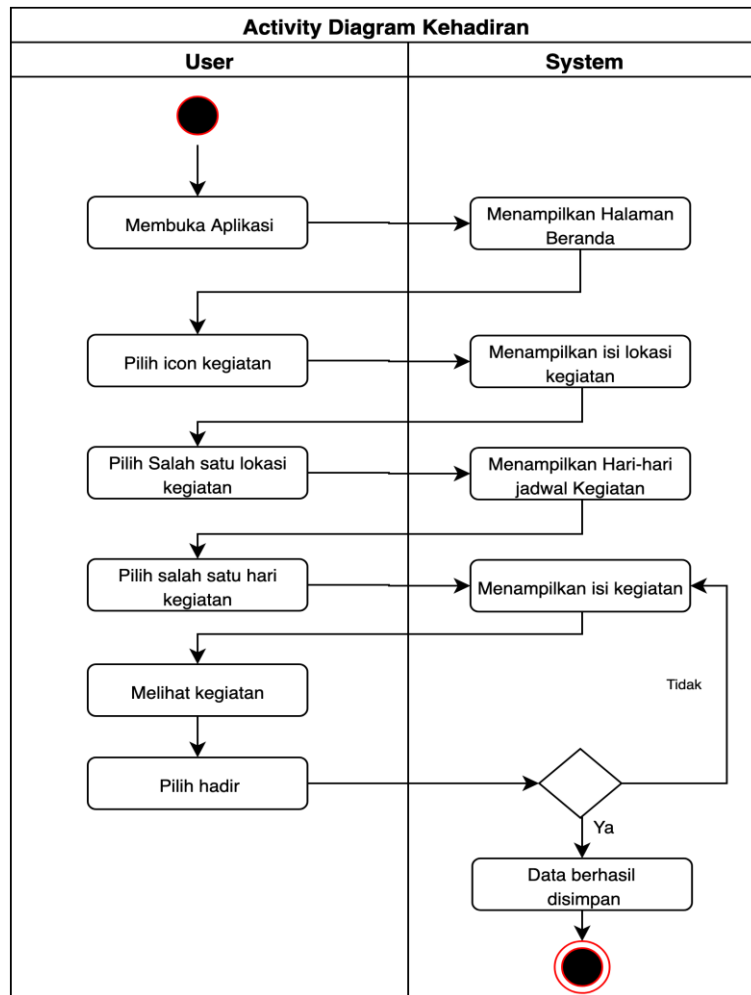 Activity Diagram Kehadiran
User
System
Membuka Aplikasi
Menampilkan Halaman
Beranda
Pilih icon kegiatan
Menampilkan isi lokasi
kegiatan
Pilih Salah satu lokasi
kegiatan
Menampilkan Hari-hari
jadwal Kegiatan
Pilih salah satu hari
kegiatan
Menampilkan isi kegiatan
Melihat kegiatan
Tidak
Pilih hadir
Ya
Data berhasil
disimpan